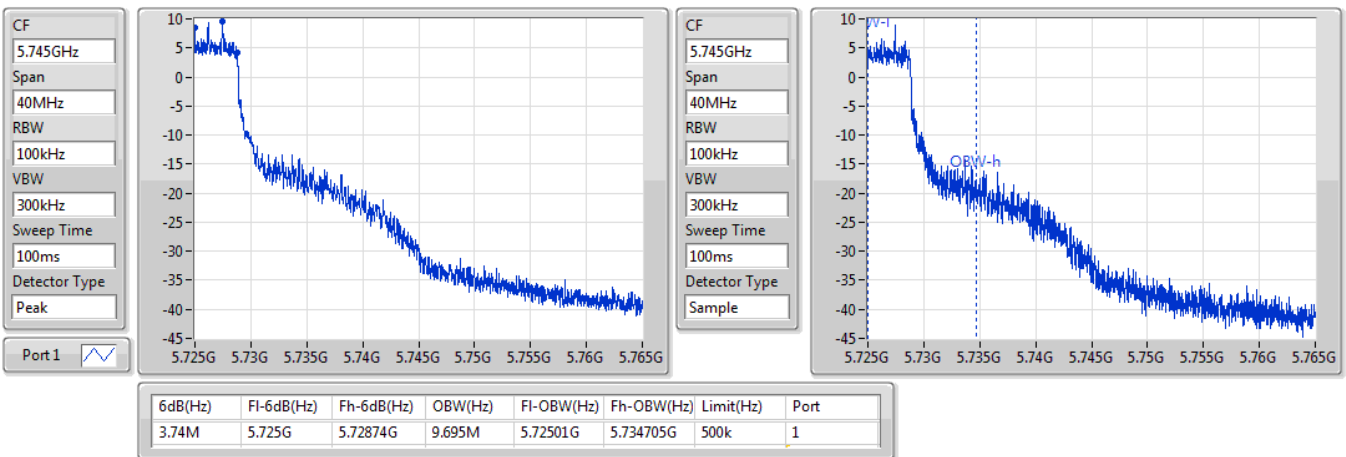 CF
5.745GHz
Span
40MHz
RBW
100kHz
VBW
300kHz
Sweep Time
100ms
Detector Type
Peak
Port 1
10
5
0
-5
-10
-15
-20
-25
-30
-35
-40
-45
5.725G 5.73G 5.735G 5.74G 5.745G 5.75G 5.755G 5.76G 5.765G
CF
5.745GHz
Span
40MHz
RBW
100kHz
VBW
300kHz
Sweep Time
100ms
Detector Type
Sample
10
5
0
-5
-10
-15
-20
-25
-30
-35
-40
-45
W-l
OBW-h
5.725G 5.73G 5.735G 5.74G 5.745G 5.75G 5.755G 5.76G 5.765G
6dB(Hz) Fl-6dB(Hz) Fh-6dB(Hz) OBW(Hz) Fl-OBW(Hz) Fh-OBW(Hz) Limit(Hz) Port
3.74M 5.725G 5.72874G 9.695M 5.72501G 5.734705G 500k 1